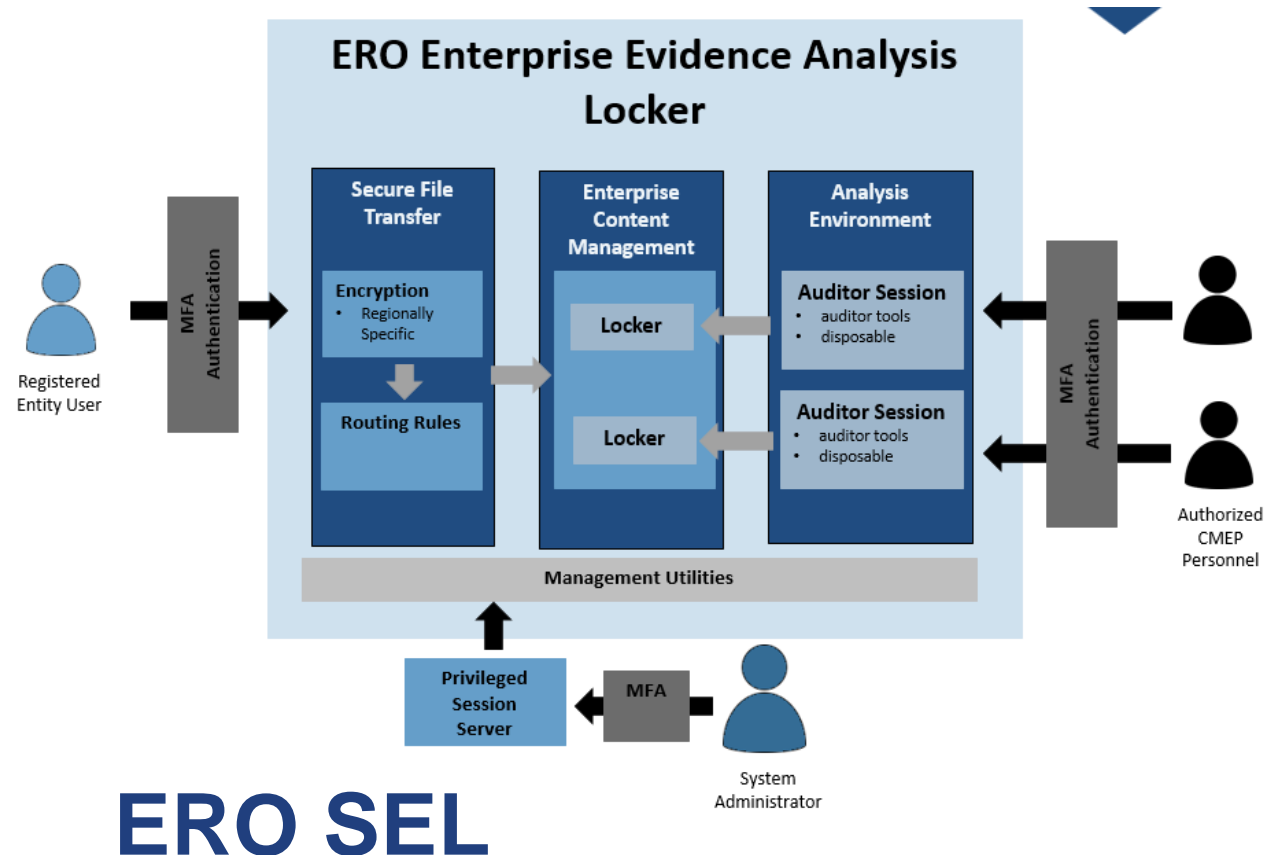 ERO Enterprise Evidence Analysis
Locker
Secure File
Transfer
Encryption
• Regionally
Specific
Routing Rules
Enterprise
Content
Management
Locker
Locker
Analysis
Environment
Auditor Session
• auditor tools
• disposable
Auditor Session
• auditor tools
• disposable
MFA
Authentication
Registered
Entity User
MFA
Authentication
Authorized
CMEP
Personnel
Management Utilities
Privileged
Session
Server
MFA
System
Administrator
ERO SEL